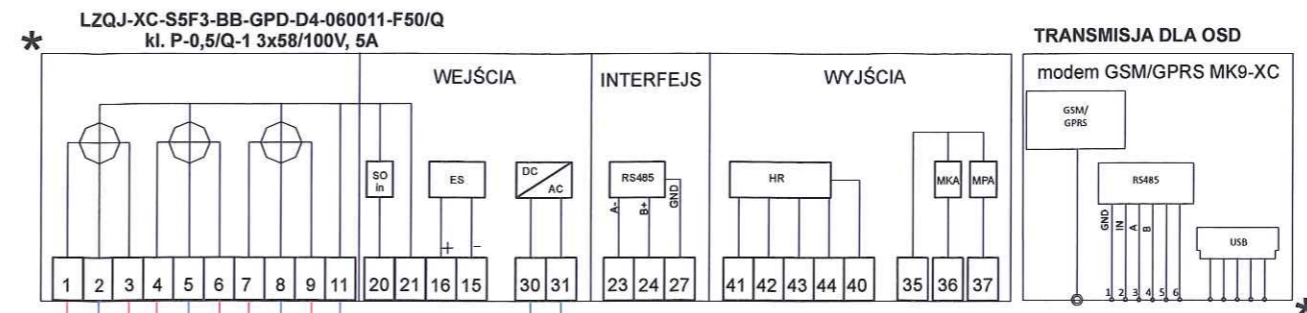 LZQJ-XC-S5F3-BB-GPD-D4-060011-F50/Q
* kl. P-0,5/Q-1 3x58/100V, 5A
TRANSMISJA DLA OSD
WEJŚCIA
INTERFEJS
WYJŚCIA
modem GSM/GPRS MK9-XC
GSM/
GPRS
SO
in
ES
DC
AC
RS485
HR
MKA
MPA
RS485
A-
B+
GND
GND
IN
A
B
USB
+ -
1 2 3 4 5 6 7 8 9 11 20 21 16 15 30 31 23 24 27 41 42 43 44 40 35 36 37
1 2 3 4 5 6
*